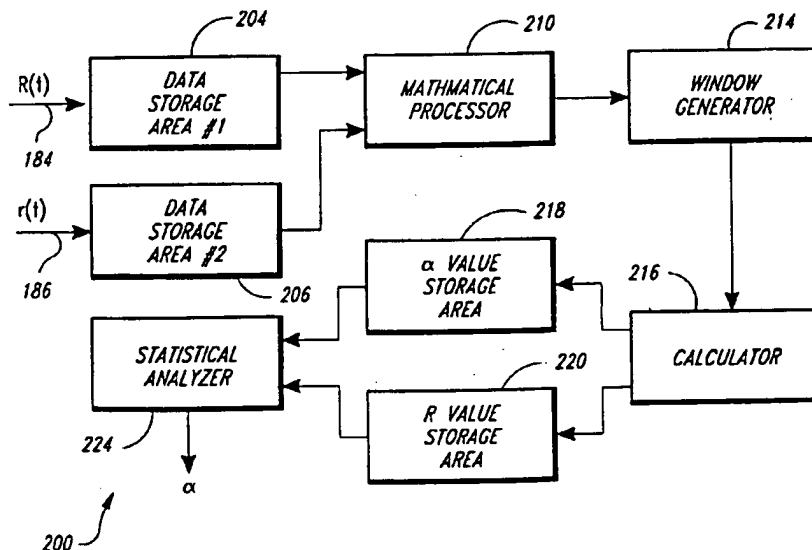 204
210
214
R(t)
184
DATA
STORAGE
AREA #1
MATHMATICAL
PROCESSOR
WINDOW
GENERATOR
r(t)
186
DATA
STORAGE
AREA #2
206
218
α VALUE
STORAGE
AREA
216
CALCULATOR
STATISTICAL
ANALYZER
224
220
R VALUE
STORAGE
AREA
α
200